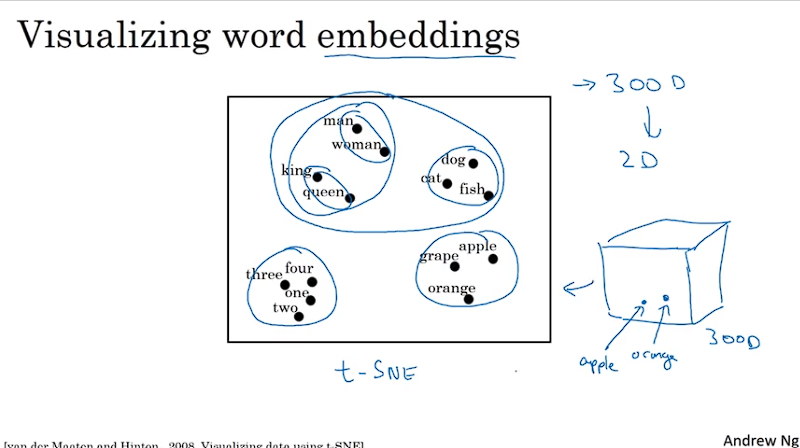 Visualizing word embeddings
→ 300 D
2D
man
woman
dog
king
cat
queen
fish
apple
grape
three four
orange
one
two
apple orange
300D
t-SNE
[van der Maaten and Hinton., 2008. Visualizing data using t-SNE]
Andrew Ng